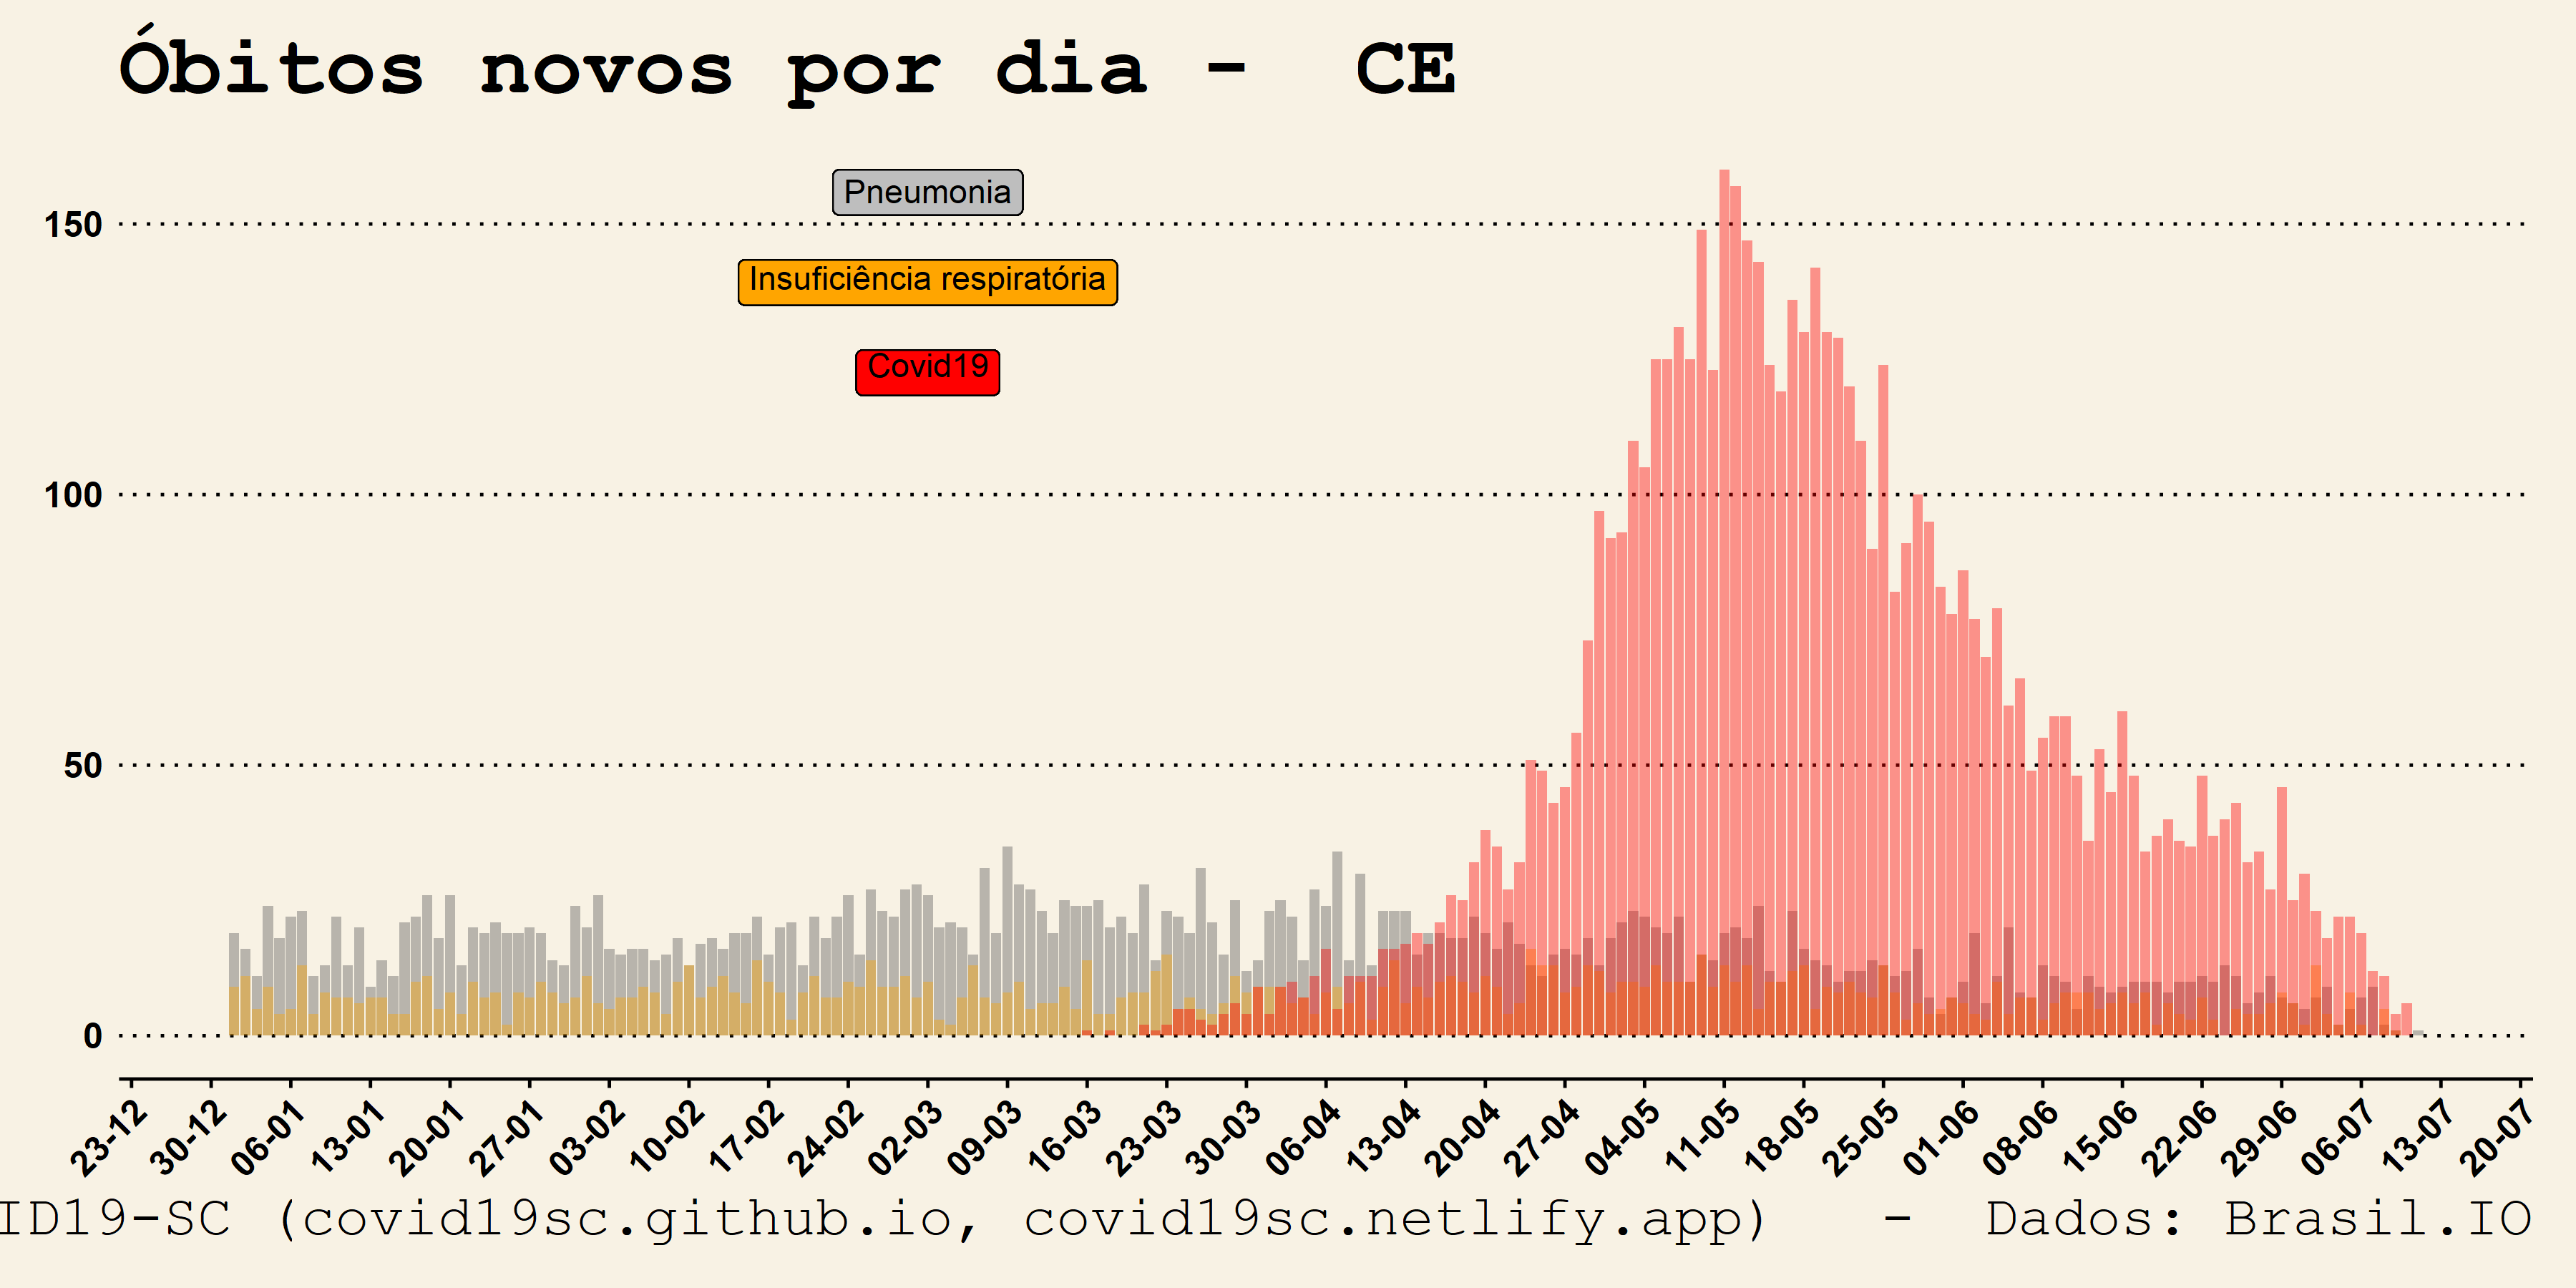 Óbitos novos por dia - CE
Pneumonia
150
Insuficiência respiratória
Covid19
100
50
0
23-12 30-12 06-01 13-01 20-01 27-01 03-02 10-02 17-02 24-02 02-03 09-03 16-03 23-03 30-03 06-04 13-04 20-04 27-04 04-05 11-05 18-05 25-05 01-06 08-06 15-06 22-06 29-06 06-07 13-07 20-07
ID19-SC (covid19sc.github.io, covid19sc.netlify.app) - Dados: Brasil.IO